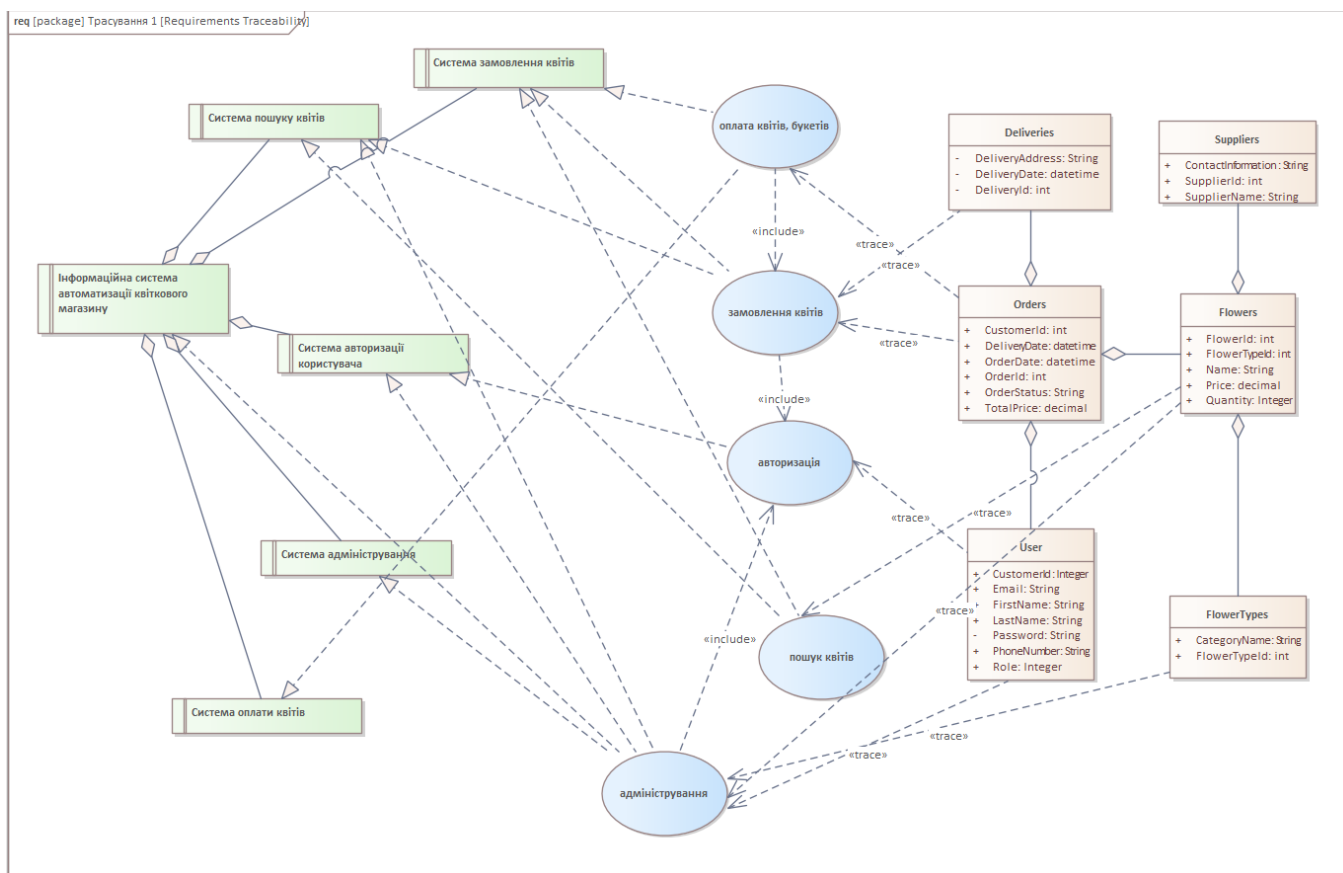 req [package] Трасування 1 [Requirements Traceability]
Система замовлення квітів
Система пошуку квітів
Інформаційна система
автоматизації квіткового
магазину
Система авторизації
користувача
Система адміністрування
Система оплати квітів
оплата квітів, букетів
«include»
замовлення квітів
«include»
авторизація
«include»
пошук квітів
адміністрування
«trace»
«trace»
«trace»
«trace»
«trace»
«trace»
«trace»
«trace»
Deliveries
- DeliveryAddress: String
- DeliveryDate: datetime
- DeliveryId: int
Orders
+ CustomerId: int
+ DeliveryDate: datetime
+ OrderDate: datetime
+ OrderId: int
+ OrderStatus: String
+ TotalPrice: decimal
User
+ CustomerId: Integer
+ Email: String
+ FirstName: String
+ LastName: String
- Password: String
+ PhoneNumber: String
+ Role: Integer
Suppliers
+ ContactInformation: String
+ SupplierId: int
+ SupplierName: String
Flowers
+ FlowerId: int
+ FlowerTypeId: int
+ Name: String
+ Price: decimal
+ Quantity: Integer
FlowerTypes
+ CategoryName: String
+ FlowerTypeId: int